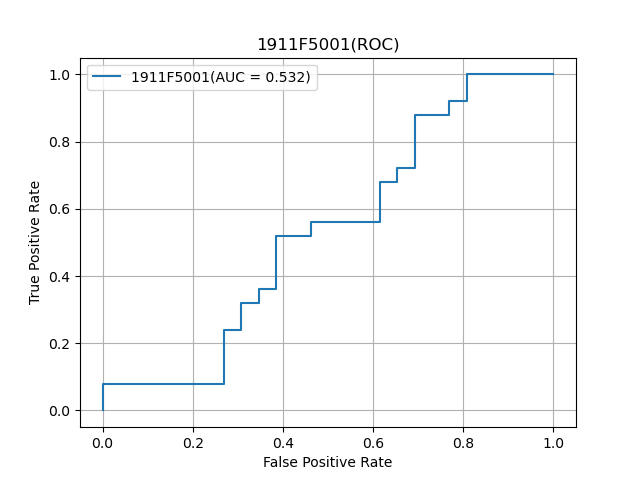 1911F5001(ROC)
1911F5001(AUC = 0.532)
True Positive Rate
1.0
0.8
0.6
0.4
0.2
0.0
0.0 0.2 0.4 0.6 0.8 1.0
False Positive Rate